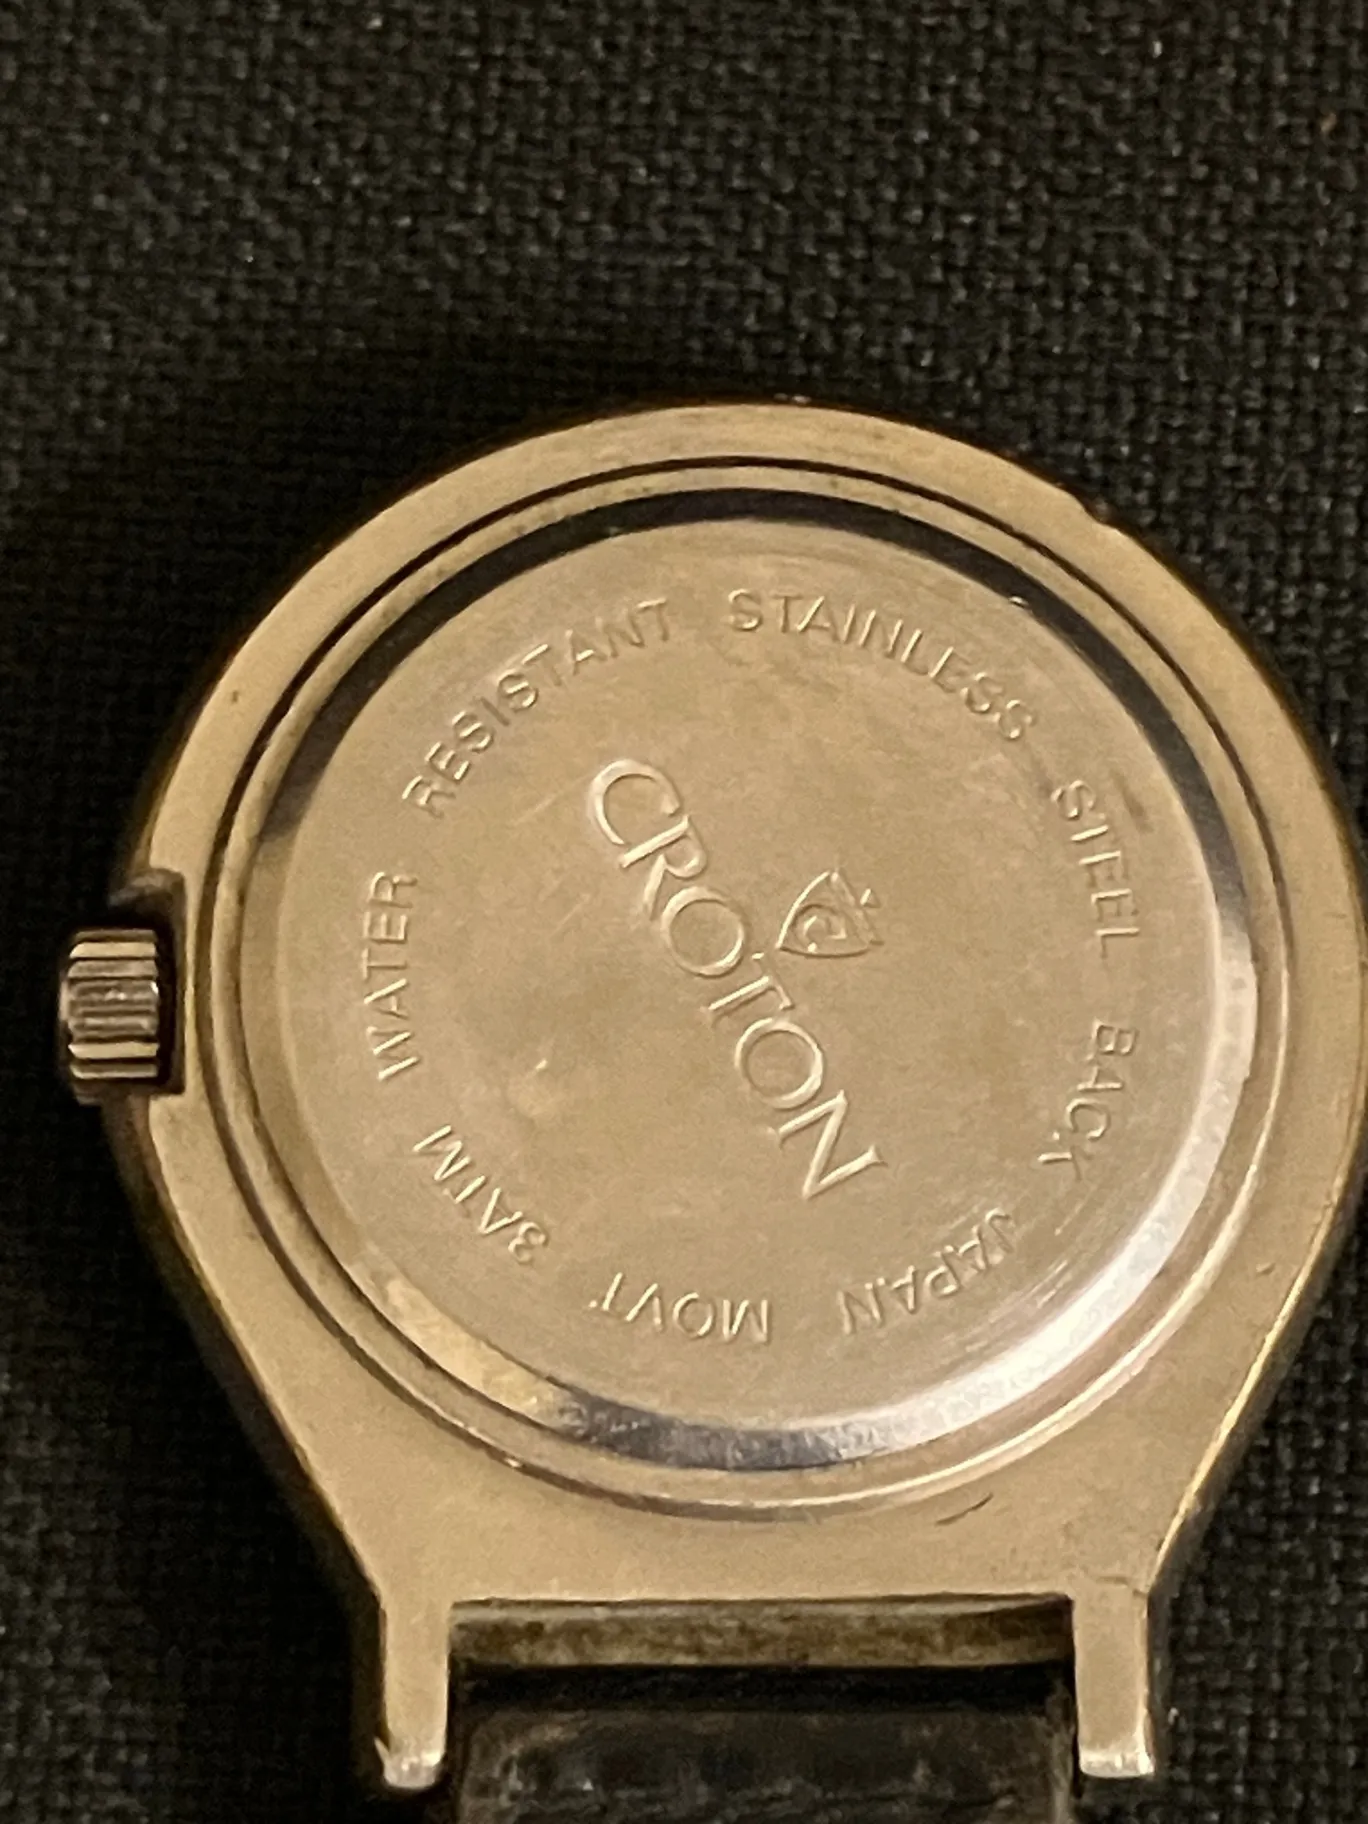 CROTON
WATER RESISTANT STAINLESS STEEL BACK JAPAN MOVT 3ATM